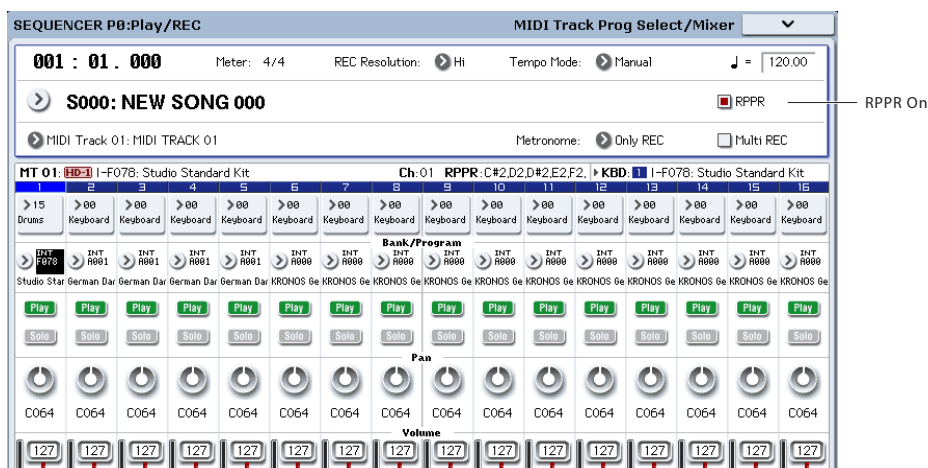 SEQUENCER P0:Play/REC MIDI Track Prog Select/Mixer
001 : 01 . 000 Meter: 4/4 REC Resolution: Hi Tempo Mode: Manual ♩ = 120.00
S000: NEW SONG 000 RPPR RPPR On
MIDI Track 01: MIDI TRACK 01 Metronome: Only REC Multi REC
MT 01: HD-1 I-F078: Studio Standard Kit Ch:01 RPPR:C#2,D2,D#2,E2,F2, KBD: 1 I-F078: Studio Standard Kit
1 2 3 4 5 6 7 8 9 10 11 12 13 14 15 16
>15 >00 >00 >00 >00 >00 >00 >00 >00 >00 >00 >00 >00 >00 >00 >00
Drums Keyboard Keyboard Keyboard Keyboard Keyboard Keyboard Keyboard Keyboard Keyboard Keyboard Keyboard Keyboard Keyboard Keyboard Keyboard
Bank/Program
INT INT INT INT INT INT INT INT INT INT INT INT INT INT INT INT
F078 A001 A001 A001 A001 A000 A000 A000 A000 A000 A000 A000 A000 A000 A000 A000
Studio Star German Dar German Dar German Dar German Dar KRONOS Ge KRONOS Ge KRONOS Ge KRONOS Ge KRONOS Ge KRONOS Ge KRONOS Ge KRONOS Ge KRONOS Ge KRONOS Ge KRONOS Ge
Play Play Play Play Play Play Play Play Play Play Play Play Play Play Play Play
Solo Solo Solo Solo Solo Solo Solo Solo Solo Solo Solo Solo Solo Solo Solo Solo
Pan
C064 C064 C064 C064 C064 C064 C064 C064 C064 C064 C064 C064 C064 C064 C064 C064
Volume
127 127 127 127 127 127 127 127 127 127 127 127 127 127 127 127